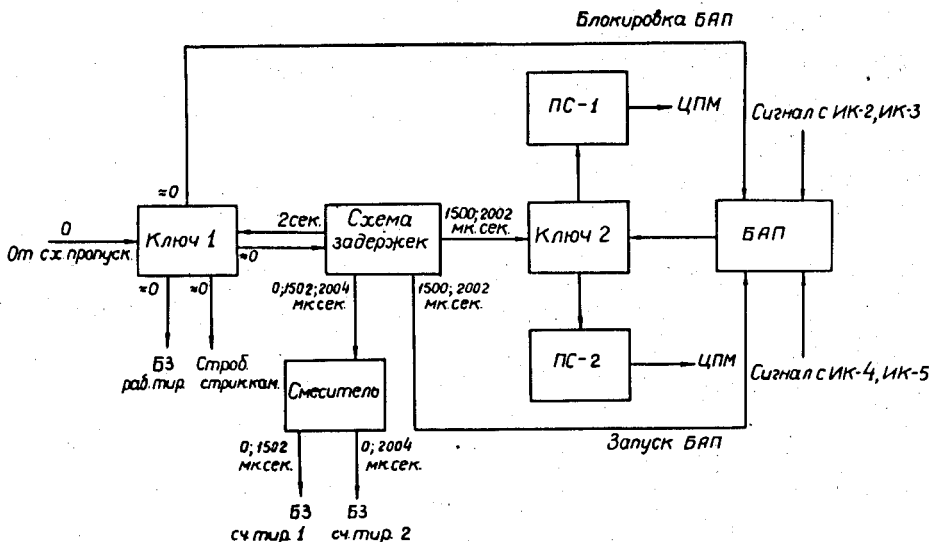 Блокировка БАП
ПС-1
ЦПМ
Сигнал с ИК-2, ИК-3
≈0
0
От сх. пропуск.
Ключ 1
2сек.
≈0
Схема
задержек
1500; 2002
мк.сек.
Ключ 2
БАП
≈0
≈0
0;1502;2004
мк.сек.
1500; 2002
мк.сек.
БЗ
раб.тир.
Строб.
стрик.кам.
Смеситель
ПС-2
ЦПМ
Сигнал с ИК-4, ИК-5
0; 1502
мк.сек.
0; 2004
мк.сек.
Запуск БАП
БЗ
сч.тир. 1
БЗ
сч.тир. 2